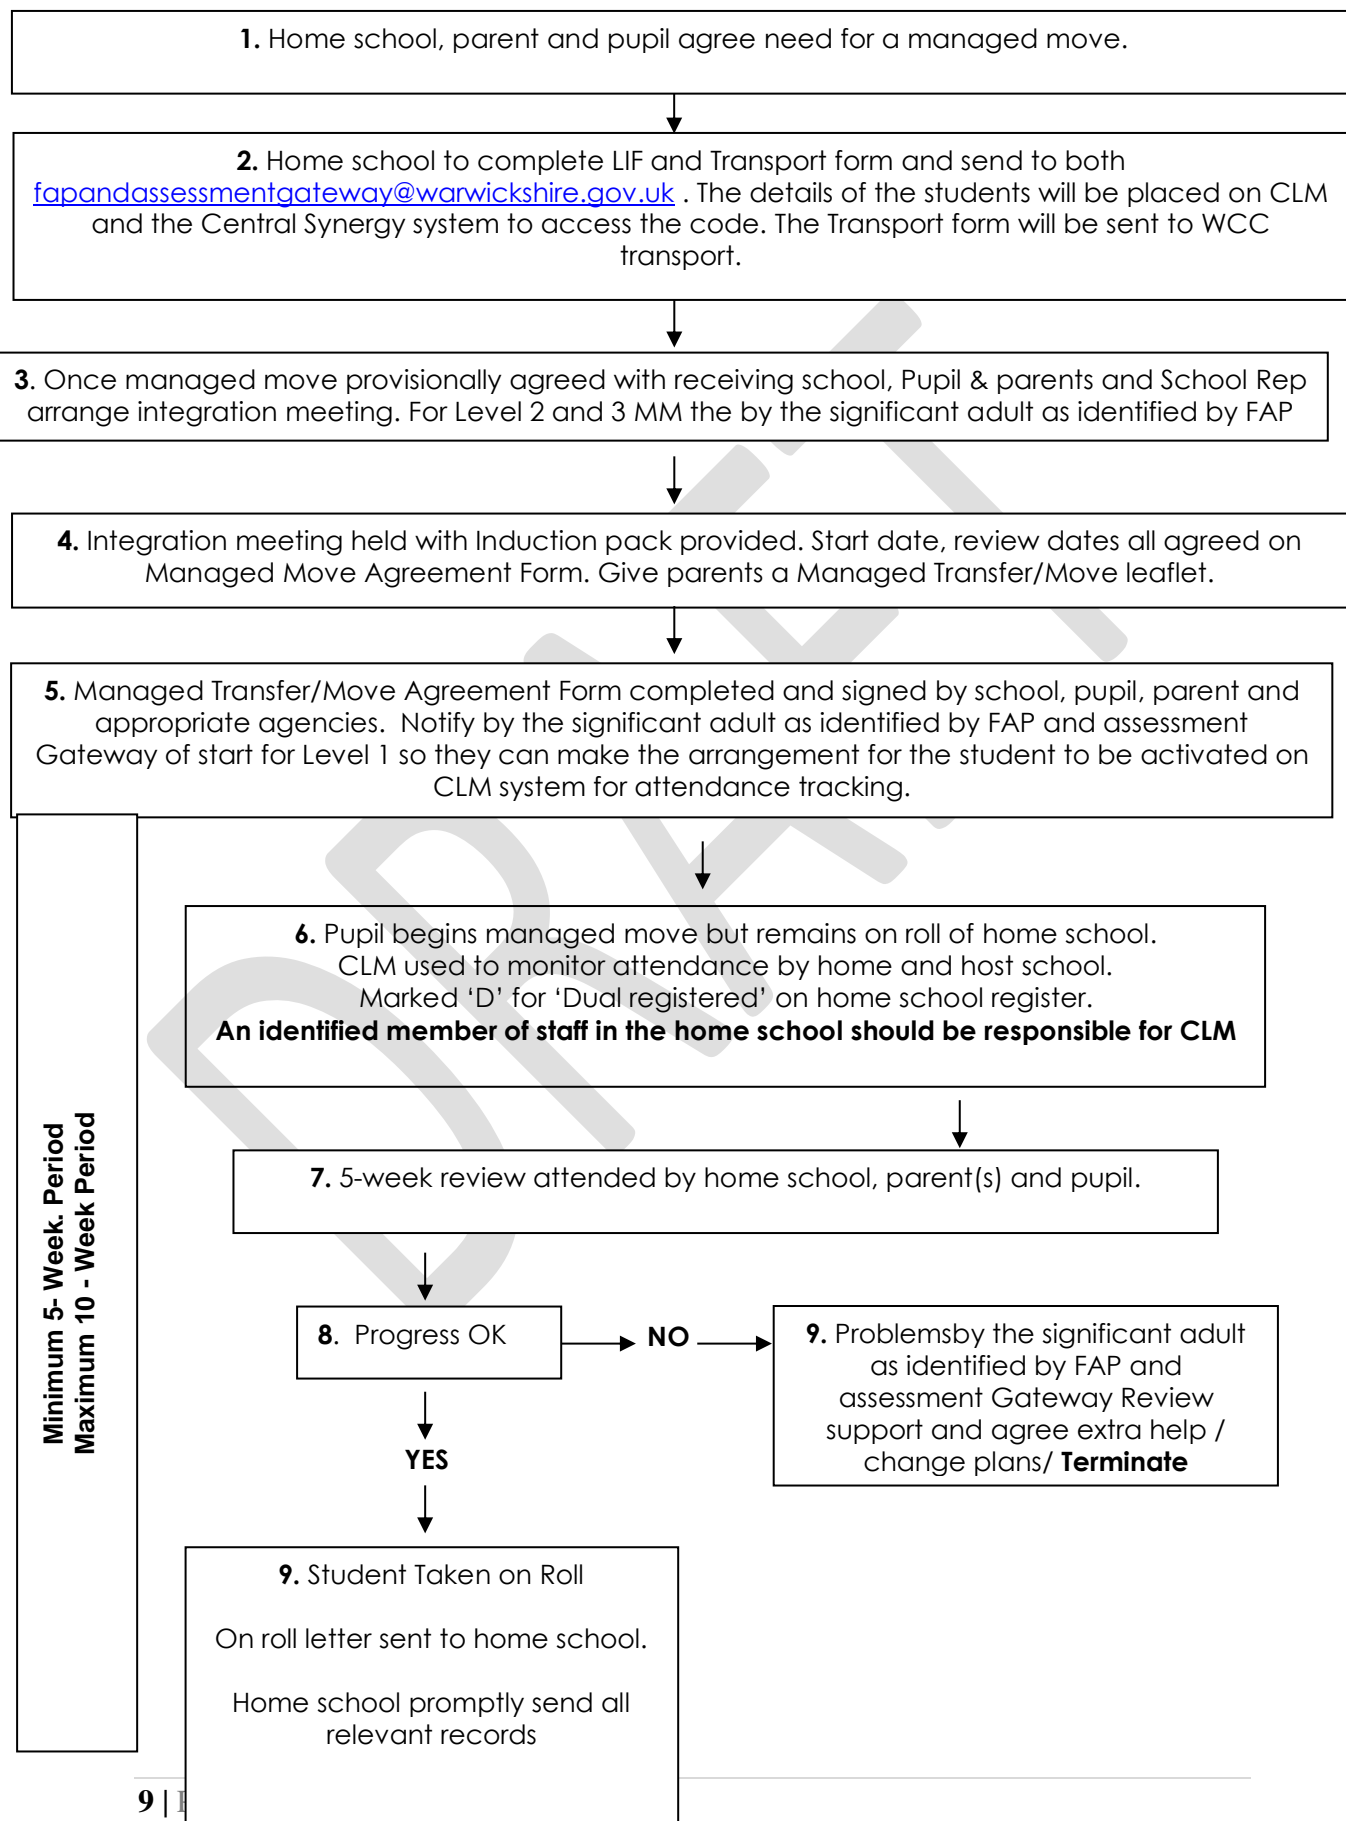 1. Home school, parent and pupil agree need for a managed move.
2. Home school to complete LIF and Transport form and send to both
fapandassessmentgateway@warwickshire.gov.uk . The details of the students will be placed on CLM
and the Central Synergy system to access the code. The Transport form will be sent to WCC
transport.
3. Once managed move provisionally agreed with receiving school, Pupil & parents and School Rep
arrange integration meeting. For Level 2 and 3 MM the by the significant adult as identified by FAP
4. Integration meeting held with Induction pack provided. Start date, review dates all agreed on
Managed Move Agreement Form. Give parents a Managed Transfer/Move leaflet.
5. Managed Transfer/Move Agreement Form completed and signed by school, pupil, parent and
appropriate agencies.  Notify by the significant adult as identified by FAP and assessment
Gateway of start for Level 1 so they can make the arrangement for the student to be activated on
CLM system for attendance tracking.
Minimum 5- Week. Period
Maximum 10 - Week Period
6. Pupil begins managed move but remains on roll of home school.
CLM used to monitor attendance by home and host school.
Marked ‘D’ for ‘Dual registered’ on home school register.
An identified member of staff in the home school should be responsible for CLM
7. 5-week review attended by home school, parent(s) and pupil.
8.  Progress OK
NO
9. Problemsby the significant adult
as identified by FAP and
assessment Gateway Review
support and agree extra help /
change plans/ Terminate
YES
9. Student Taken on Roll
On roll letter sent to home school.
Home school promptly send all
relevant records
9 |
DRAFT